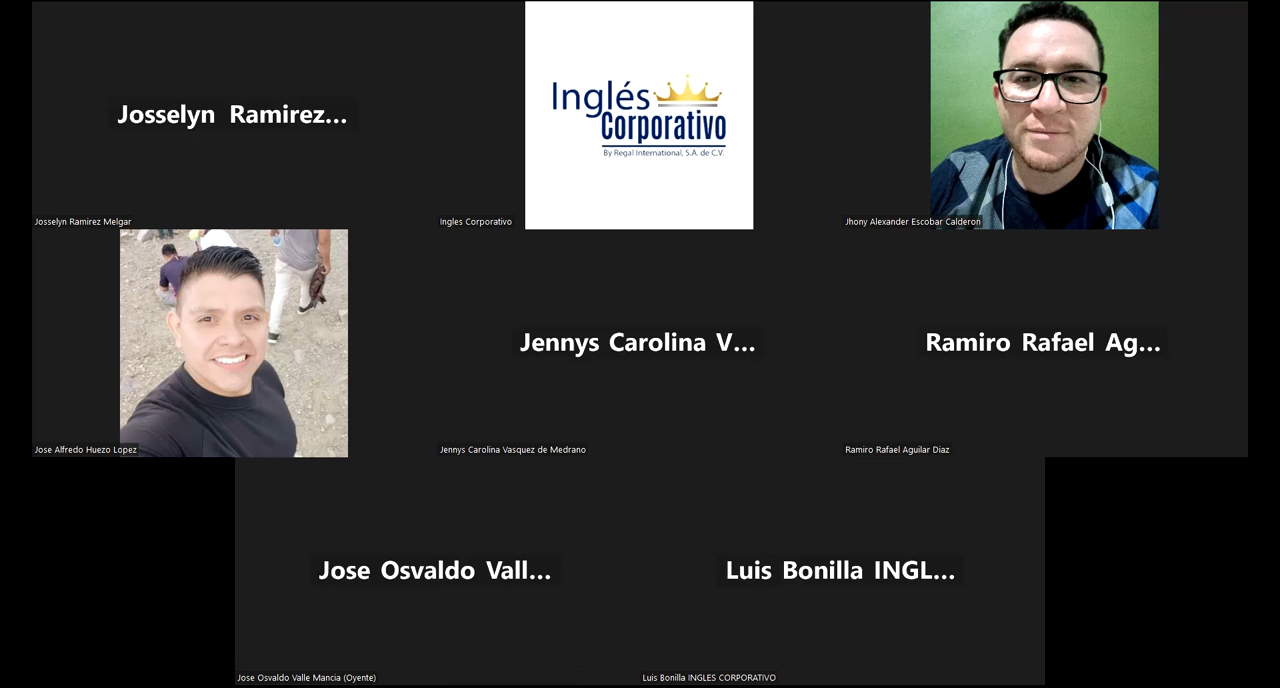 Josselyn Ramirez...
Josselyn Ramirez Melgar
Inglés
Corporativo
By Regal International, S.A. de C.V.
Ingles Corporativo
Jhony Alexander Escobar Calderon
Jose Alfredo Huezo Lopez
Jennys Carolina V...
Jennys Carolina Vasquez de Medrano
Ramiro Rafael Ag...
Ramiro Rafael Aguilar Diaz
Jose Osvaldo Vall...
Jose Osvaldo Valle Mancia (Oyente)
Luis Bonilla INGL...
Luis Bonilla INGLES CORPORATIVO